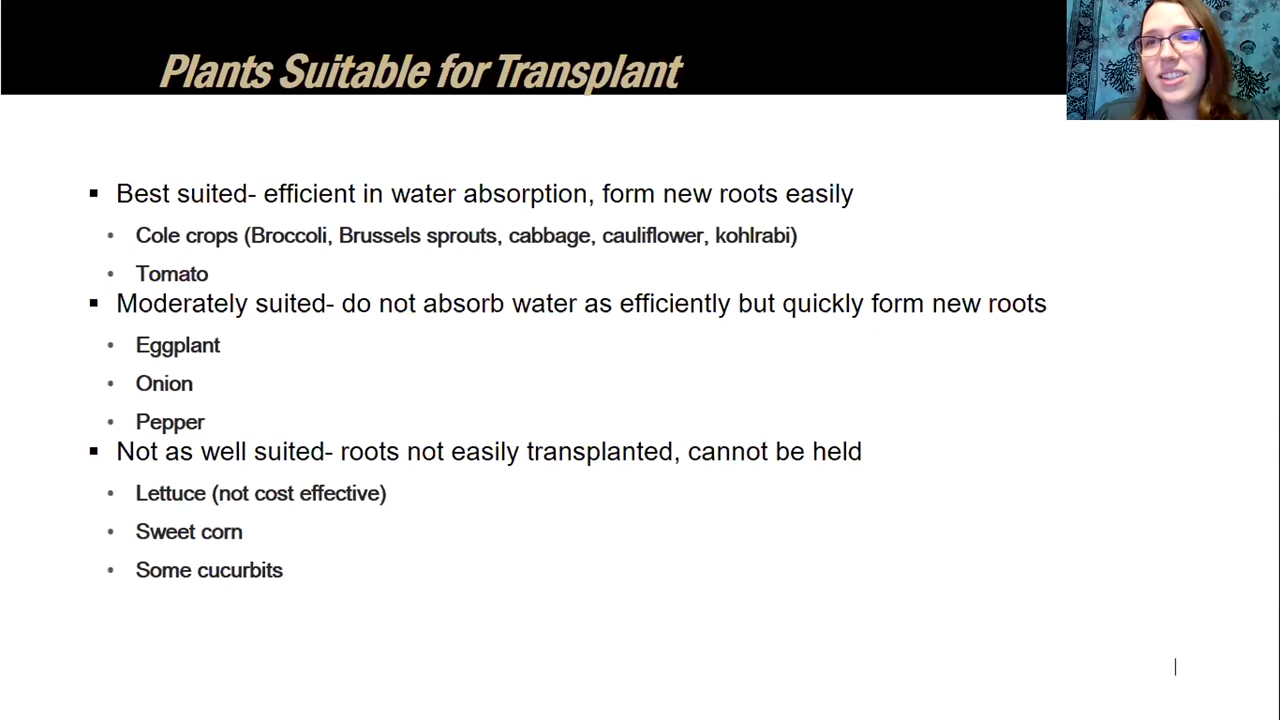 Plants Suitable for Transplant
▪ Best suited- efficient in water absorption, form new roots easily
• Cole crops (Broccoli, Brussels sprouts, cabbage, cauliflower, kohlrabi)
• Tomato
▪ Moderately suited- do not absorb water as efficiently but quickly form new roots
• Eggplant
• Onion
• Pepper
▪ Not as well suited- roots not easily transplanted, cannot be held
• Lettuce (not cost effective)
• Sweet corn
• Some cucurbits